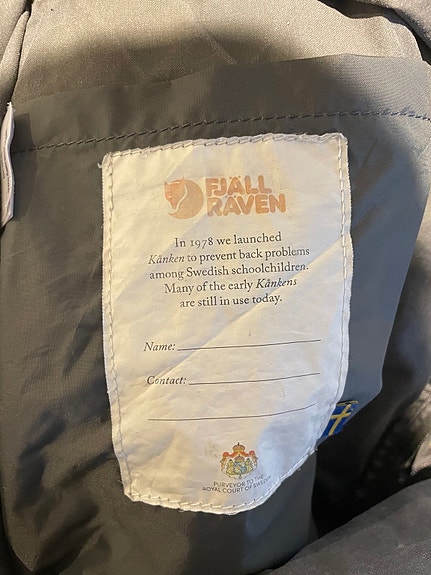 FJÄLL
RÄVEN
In 1978 we launched
Kånken to prevent back problems
among Swedish schoolchildren.
Many of the early Kånkens
are still in use today.
Name:
Contact:
PURVEYOR TO THE
ROYAL COURT OF SWEDEN